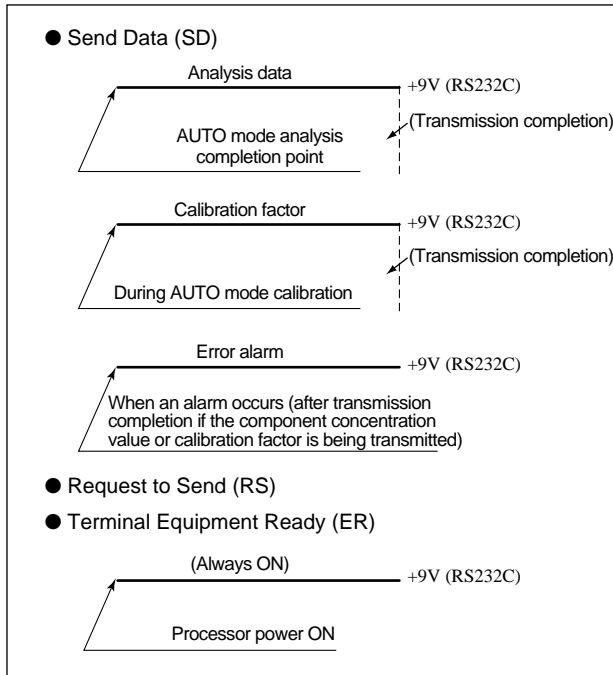 ● Send Data (SD)
Analysis data
+9V (RS232C)
(Transmission completion)
AUTO mode analysis
completion point
Calibration factor
+9V (RS232C)
(Transmission completion)
During AUTO mode calibration
Error alarm
+9V (RS232C)
When an alarm occurs (after transmission
completion if the component concentration
value or calibration factor is being transmitted)
● Request to Send (RS)
● Terminal Equipment Ready (ER)
(Always ON)
+9V (RS232C)
Processor power ON